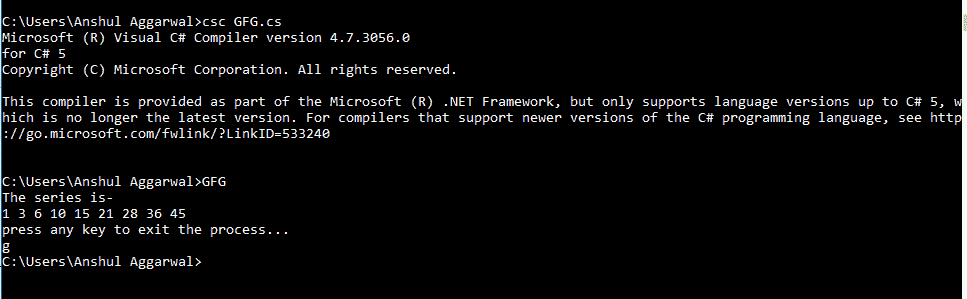 C:\Users\Anshul Aggarwal>csc GFG.cs
Microsoft (R) Visual C# Compiler version 4.7.3056.0
for C# 5
Copyright (C) Microsoft Corporation. All rights reserved.
This compiler is provided as part of the Microsoft (R) .NET Framework, but only supports language versions up to C# 5, w
hich is no longer the latest version. For compilers that support newer versions of the C# programming language, see http
://go.microsoft.com/fwlink/?LinkID=533240
C:\Users\Anshul Aggarwal>GFG
The series is-
1 3 6 10 15 21 28 36 45
press any key to exit the process...
g
C:\Users\Anshul Aggarwal>